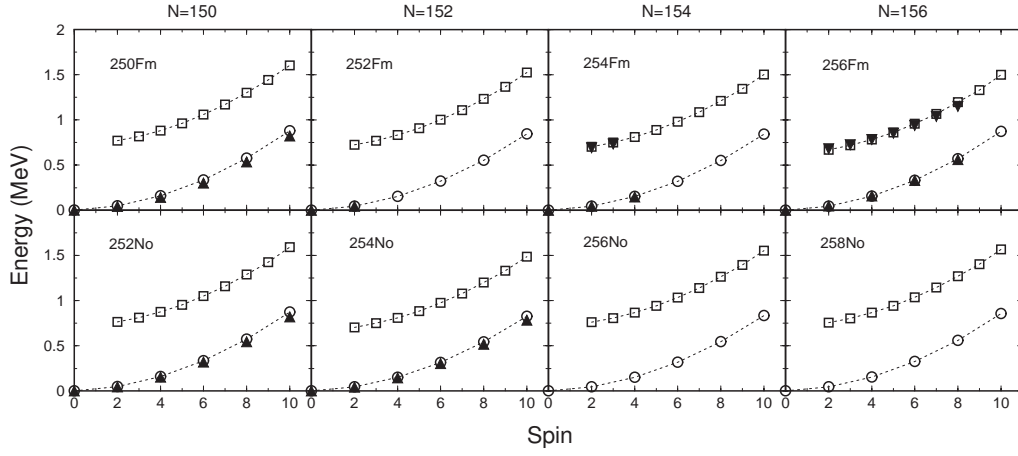 N=150 N=152 N=154 N=156
2
1.5
1
0.5
0
250Fm 252Fm 254Fm 256Fm
Energy (MeV)
1.5
1
0.5
0
252No 254No 256No 258No
0 2 4 6 8 10 0 2 4 6 8 10 0 2 4 6 8 10 0 2 4 6 8 10
Spin